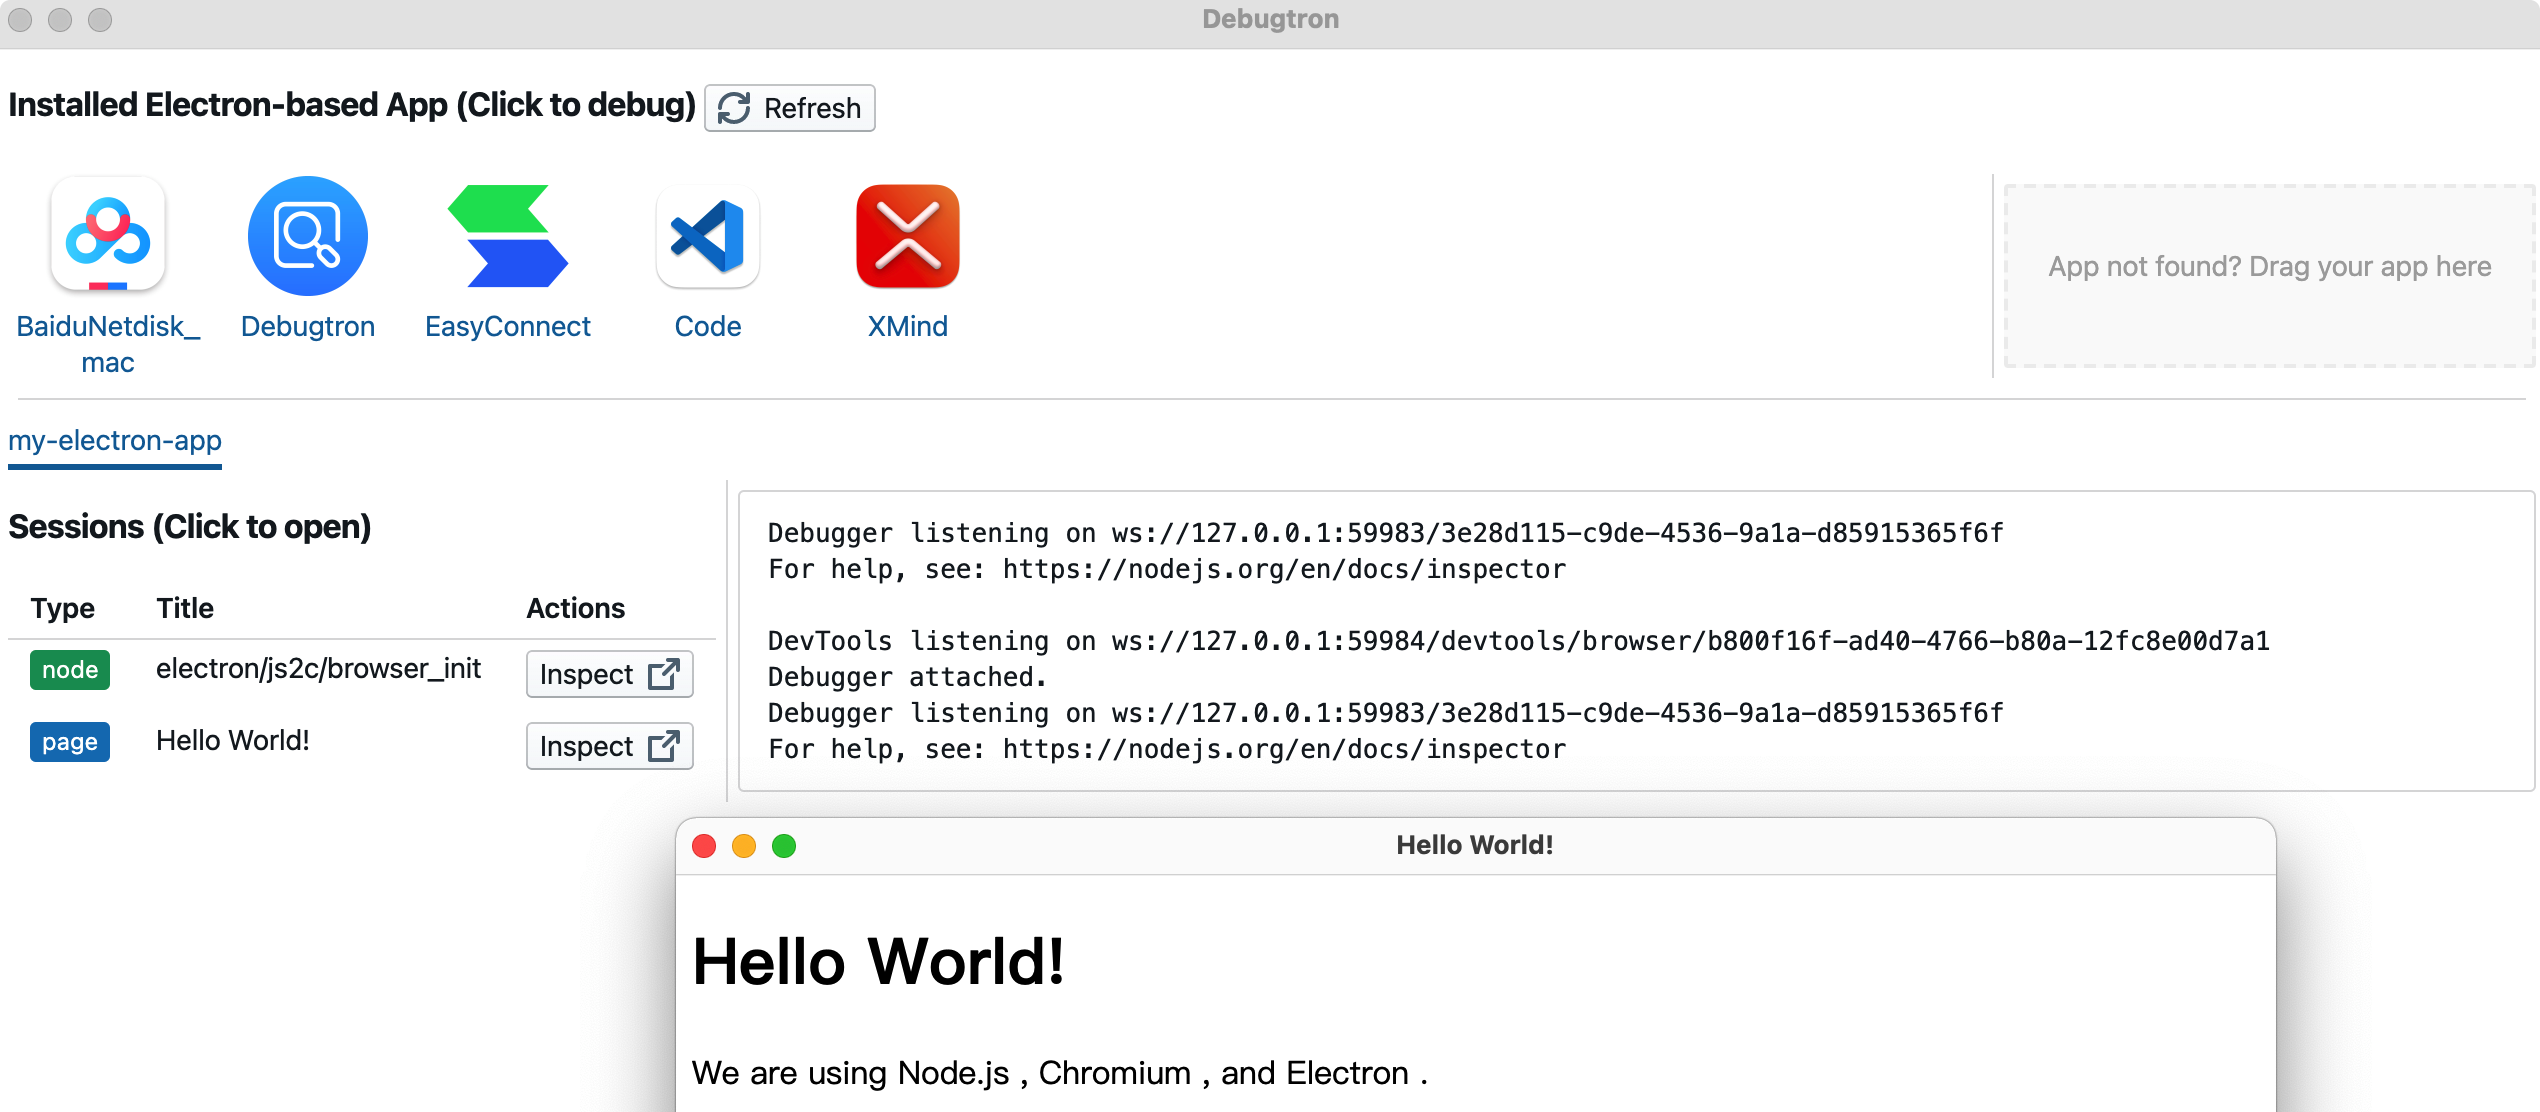 Debugtron
Installed Electron-based App (Click to debug)
Refresh
BaiduNetdisk_
mac
Debugtron
EasyConnect
Code
XMind
App not found? Drag your app here
my-electron-app
Sessions (Click to open)
Type Title Actions
node electron/js2c/browser_init Inspect
page Hello World! Inspect
Debugger listening on ws://127.0.0.1:59983/3e28d115-c9de-4536-9a1a-d85915365f6f
For help, see: https://nodejs.org/en/docs/inspector
DevTools listening on ws://127.0.0.1:59984/devtools/browser/b800f16f-ad40-4766-b80a-12fc8e00d7a1
Debugger attached.
Debugger listening on ws://127.0.0.1:59983/3e28d115-c9de-4536-9a1a-d85915365f6f
For help, see: https://nodejs.org/en/docs/inspector
Hello World!
Hello World!
We are using Node.js , Chromium , and Electron .